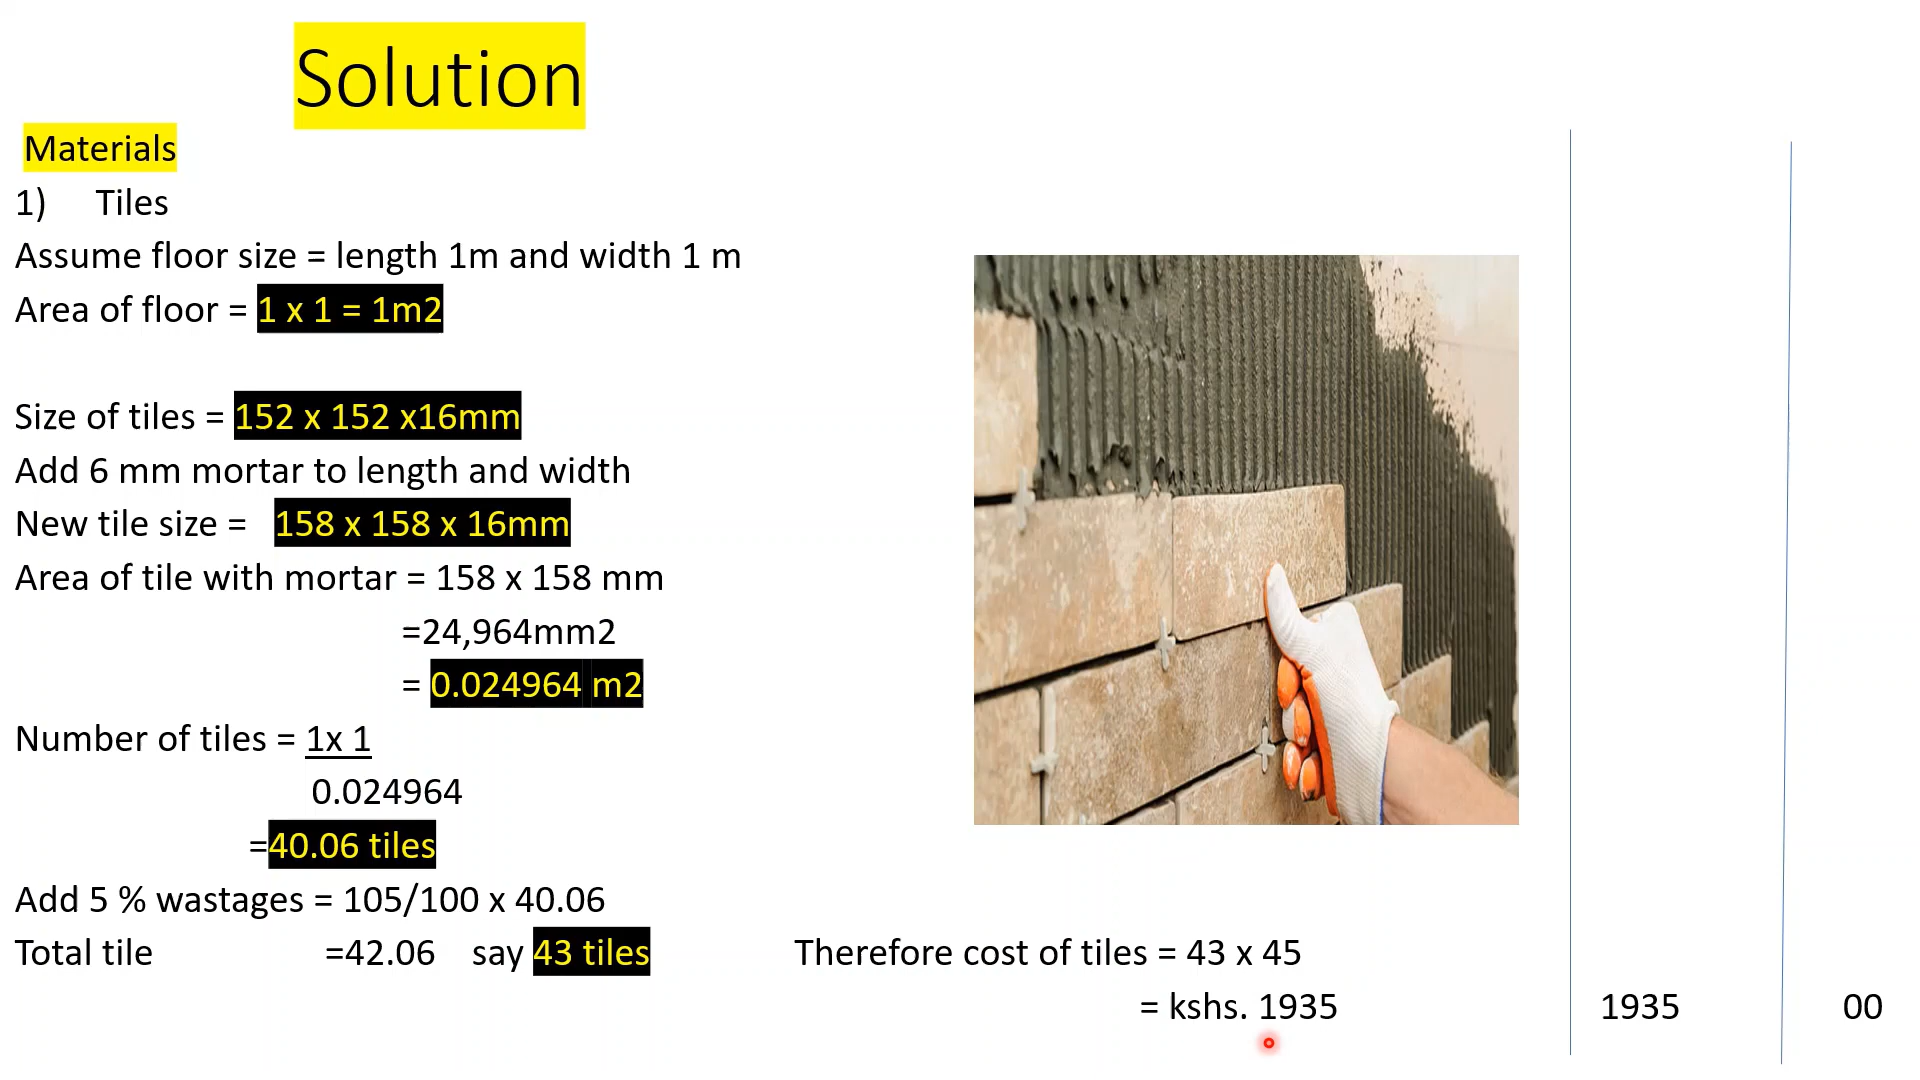 Solution
Materials
1) Tiles
Assume floor size = length 1m and width 1 m
Area of floor = 1 x 1 = 1m2
Size of tiles = 152 x 152 x16mm
Add 6 mm mortar to length and width
New tile size = 158 x 158 x 16mm
Area of tile with mortar = 158 x 158 mm
=24,964mm2
= 0.024964 m2
Number of tiles = 1x 1
0.024964
=40.06 tiles
Add 5 % wastages = 105/100 x 40.06
Total tile =42.06 say 43 tiles
Therefore cost of tiles = 43 x 45
= kshs. 1935
1935 00